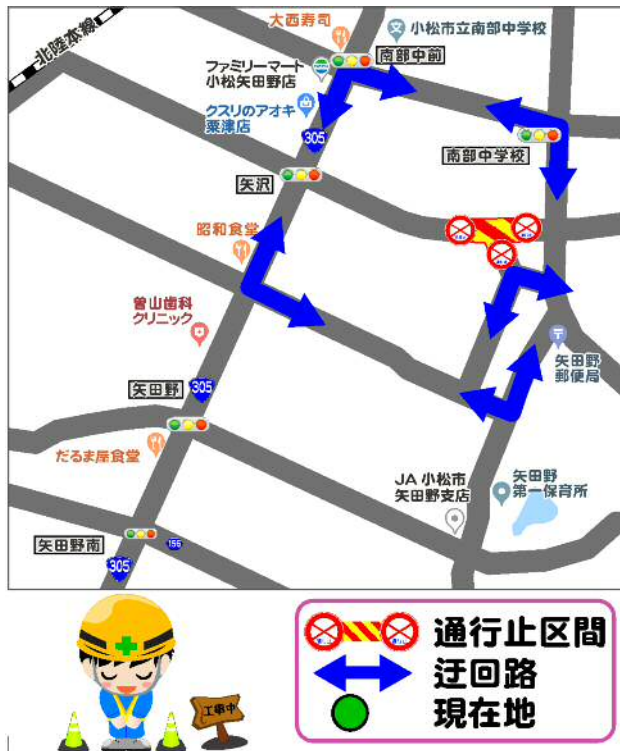 大西寿司
小松市立南部中学校
北陸本線
南部中前
ファミリーマート
小松矢田野店
クスリのアオキ
粟津店
305
南部中学校
矢沢
昭和食堂
曽山歯科
クリニック
矢田野
郵便局
矢田野
305
だるま屋食堂
JA 小松市
矢田野支店
矢田野
第一保育所
矢田野南
156
305
通行止区間
迂回路
現在地
工事中